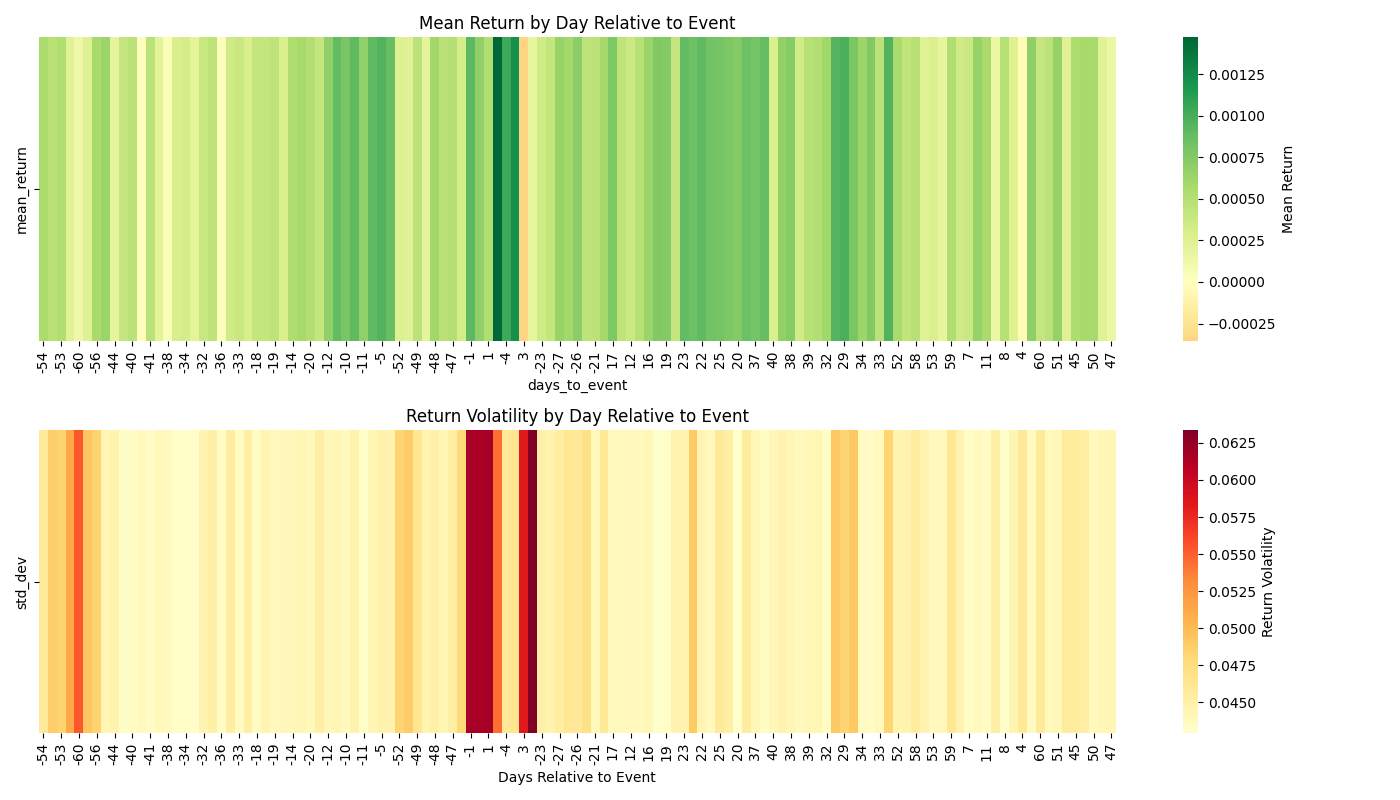 Mean Return by Day Relative to Event
mean_return
-54 -53 -60 -56 -44 -40 -41 -38 -34 -32 -36 -33 -18 -19 -14 -20 -12 -10 -11 -5 -52 -49 -48 -47 -1 1 -4 3 -23 -27 -26 -21 17 12 16 19 23 22 25 20 37 40 38 39 32 29 34 33 52 58 53 59 7 11 8 4 60 51 45 50 47
days_to_event
0.00125
0.00100
0.00075
0.00050
0.00025
0.00000
−0.00025
Mean Return
Return Volatility by Day Relative to Event
std_dev
-54 -53 -60 -56 -44 -40 -41 -38 -34 -32 -36 -33 -18 -19 -14 -20 -12 -10 -11 -5 -52 -49 -48 -47 -1 1 -4 3 -23 -27 -26 -21 17 12 16 19 23 22 25 20 37 40 38 39 32 29 34 33 52 58 53 59 7 11 8 4 60 51 45 50 47
Days Relative to Event
0.0625
0.0600
0.0575
0.0550
0.0525
0.0500
0.0475
0.0450
Return Volatility